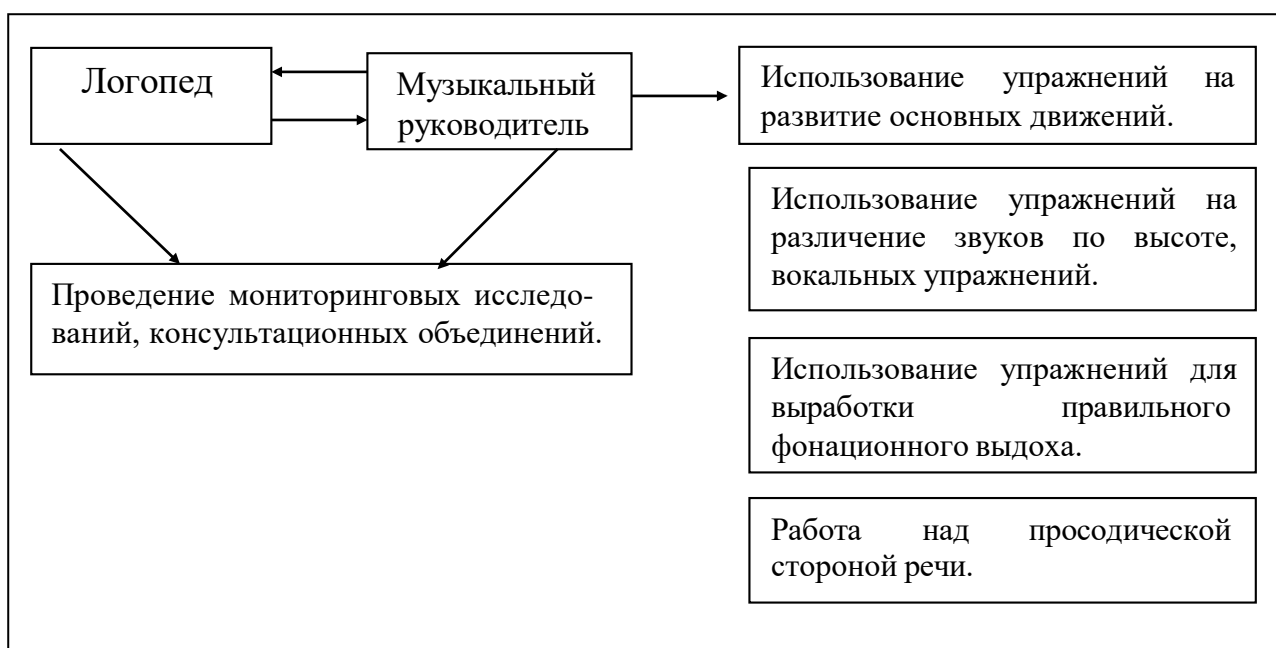 Логопед
Музыкальный
руководитель
Использование упражнений на
развитие основных движений.
Использование упражнений на
различение звуков по высоте,
вокальных упражнений.
Проведение мониторинговых исследо-
ваний, консультационных объединений.
Использование упражнений для
выработки правильного
фонационного выдоха.
Работа над просодической
стороной речи.